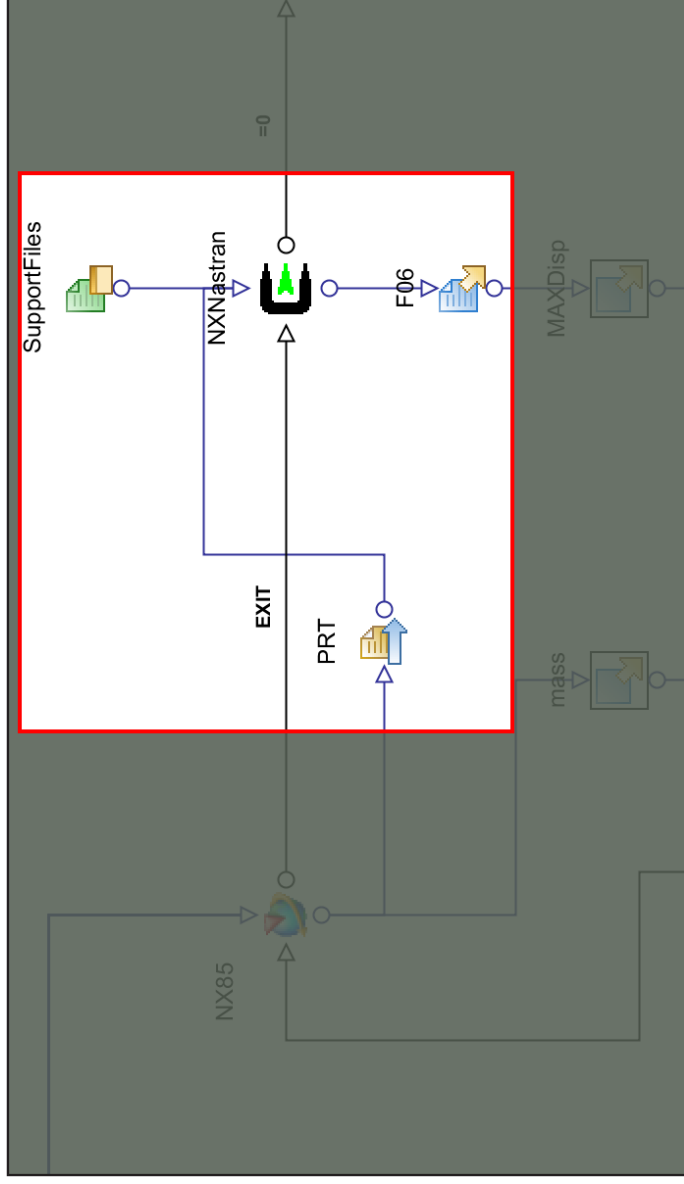 SupportFiles
NXNastran
=0
EXIT
F06
PRT
MAXDisp
mass
NX85